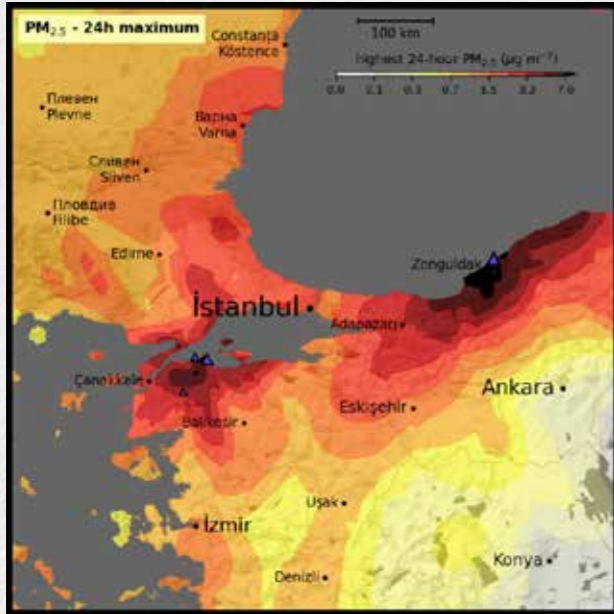 PM2.5 - 24h maximum
Constanţa
Köstence
100 km
highest 24-hour PM2.5 (µg m⁻³)
0.0 0.1 0.3 0.7 1.5 3.2 7.0
Плевен
Plevne
Варна
Varna
Сливен
Sliven
Пловдив
Filibe
Edirne
Zonguldak
İstanbul
Adapazarı
Çanakkale
Ankara
Eskişehir
Balıkesir
Uşak
İzmir
Konya
Denizli